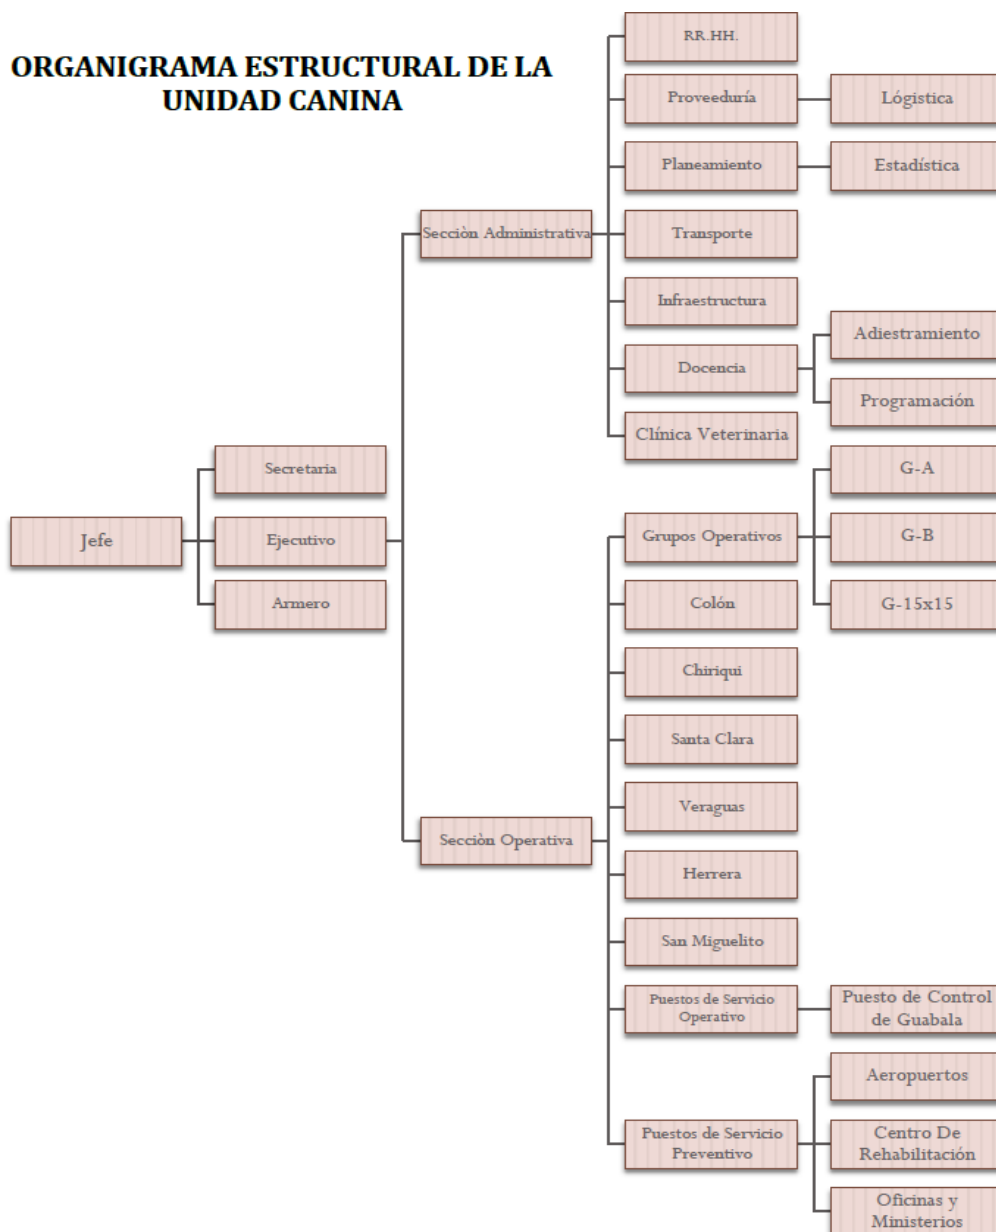 ORGANIGRAMA ESTRUCTURAL DE LA
UNIDAD CANINA
Jefe
Secretaria
Ejecutivo
Armero
Secciòn Administrativa
RR.HH.
Proveeduría
Lógistica
Planeamiento
Estadística
Transporte
Infraestructura
Docencia
Adiestramiento
Programación
Clínica Veterinaria
Secciòn Operativa
Grupos Operativos
G-A
G-B
G-15x15
Colón
Chiriqui
Santa Clara
Veraguas
Herrera
San Miguelito
Puestos de Servicio
Operativo
Puesto de Control
de Guabala
Puestos de Servicio
Preventivo
Aeropuertos
Centro De
Rehabilitación
Oficinas y
Ministerios